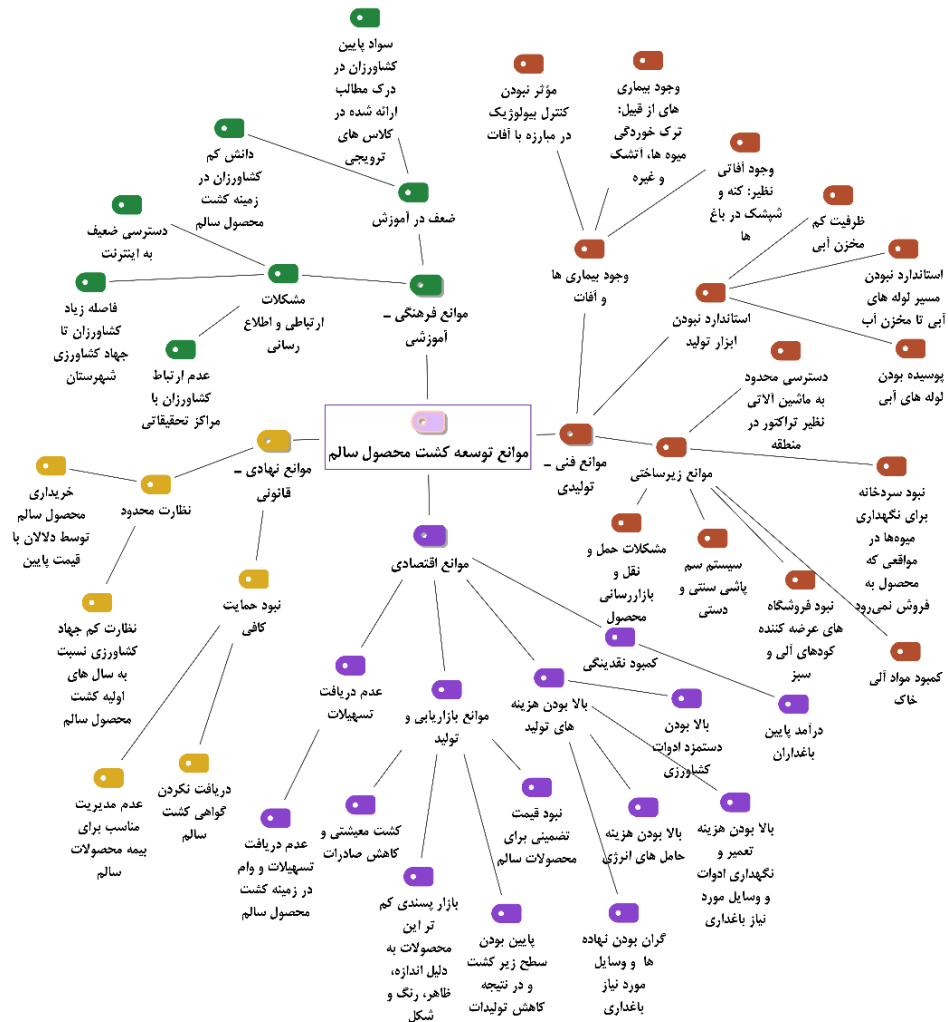 سواد پایین
کشاورزان در
درک مطالب
ارائه شده در
کلاس های
ترویجی
مؤثر نبودن
کنترل بیولوژیک
در مبارزه با آفات
وجود بیماری
های از قبیل:
ترک خوردگی
میوه ها، آتشک
و غیره
دانش کم
کشاورزان در
زمینه کشت
محصول سالم
وجود آفاتی
نظیر: کنه و
شپشک در باغ
ها
ضعف در آموزش
ظرفیت کم
مخزن آبی
دسترسی ضعیف
به اینترنت
وجود بیماری ها
و آفات
استاندارد نبودن
مسیر لوله های
آبی تا مخزن آب
مشکلات
ارتباطی و اطلاع
رسانی
موانع فرهنگی ـ
آموزشی
استاندارد نبودن
ابزار تولید
فاصله زیاد
کشاورزان تا
جهاد کشاورزی
شهرستان
پوسیده بودن
لوله های آبی
عدم ارتباط
کشاورزان با
مراکز تحقیقاتی
دسترسی محدود
به ماشین آلاتی
نظیر تراکتور در
منطقه
موانع توسعه کشت محصول سالم
موانع نهادی ـ
قانونی
موانع فنی ـ
تولیدی
موانع زیرساختی
خریداری
محصول سالم
توسط دلالان با
قیمت پایین
نظارت محدود
نبود سردخانه
برای نگهداری
میوه‌ها در
مواقعی که
محصول به
فروش نمی‌رود
موانع اقتصادی
مشکلات حمل و
نقل و
بازاررسانی
محصول
سیستم سم
پاشی سنتی و
دستی
نبود فروشگاه
های عرضه کننده
کودهای آلی و
سبز
نبود حمایت
کافی
نظارت کم جهاد
کشاورزی نسبت
به سال های
اولیه کشت
محصول سالم
کمبود نقدینگی
کمبود مواد آلی
خاک
عدم دریافت
تسهیلات
موانع بازاریابی و
تولید
بالا بودن هزینه
های تولید
بالا بودن
دستمزد ادوات
کشاورزی
درآمد پایین
باغداران
عدم مدیریت
مناسب برای
بیمه محصولات
سالم
دریافت نکردن
گواهی کشت
سالم
عدم دریافت
تسهیلات و وام
در زمینه کشت
محصول سالم
کشت معیشتی و
کاهش صادرات
نبود قیمت
تضمینی برای
محصولات سالم
بالا بودن هزینه
حامل های انرژی
بالا بودن هزینه
تعمیر و
نگهداری ادوات
و وسایل مورد
نیاز باغداری
بازار پسندی کم
تر این
محصولات به
دلیل اندازه،
ظاهر، رنگ و
شکل
پایین بودن
سطح زیر کشت
و در نتیجه
کاهش تولیدات
گران بودن نهاده
ها و وسایل
مورد نیاز
باغداری